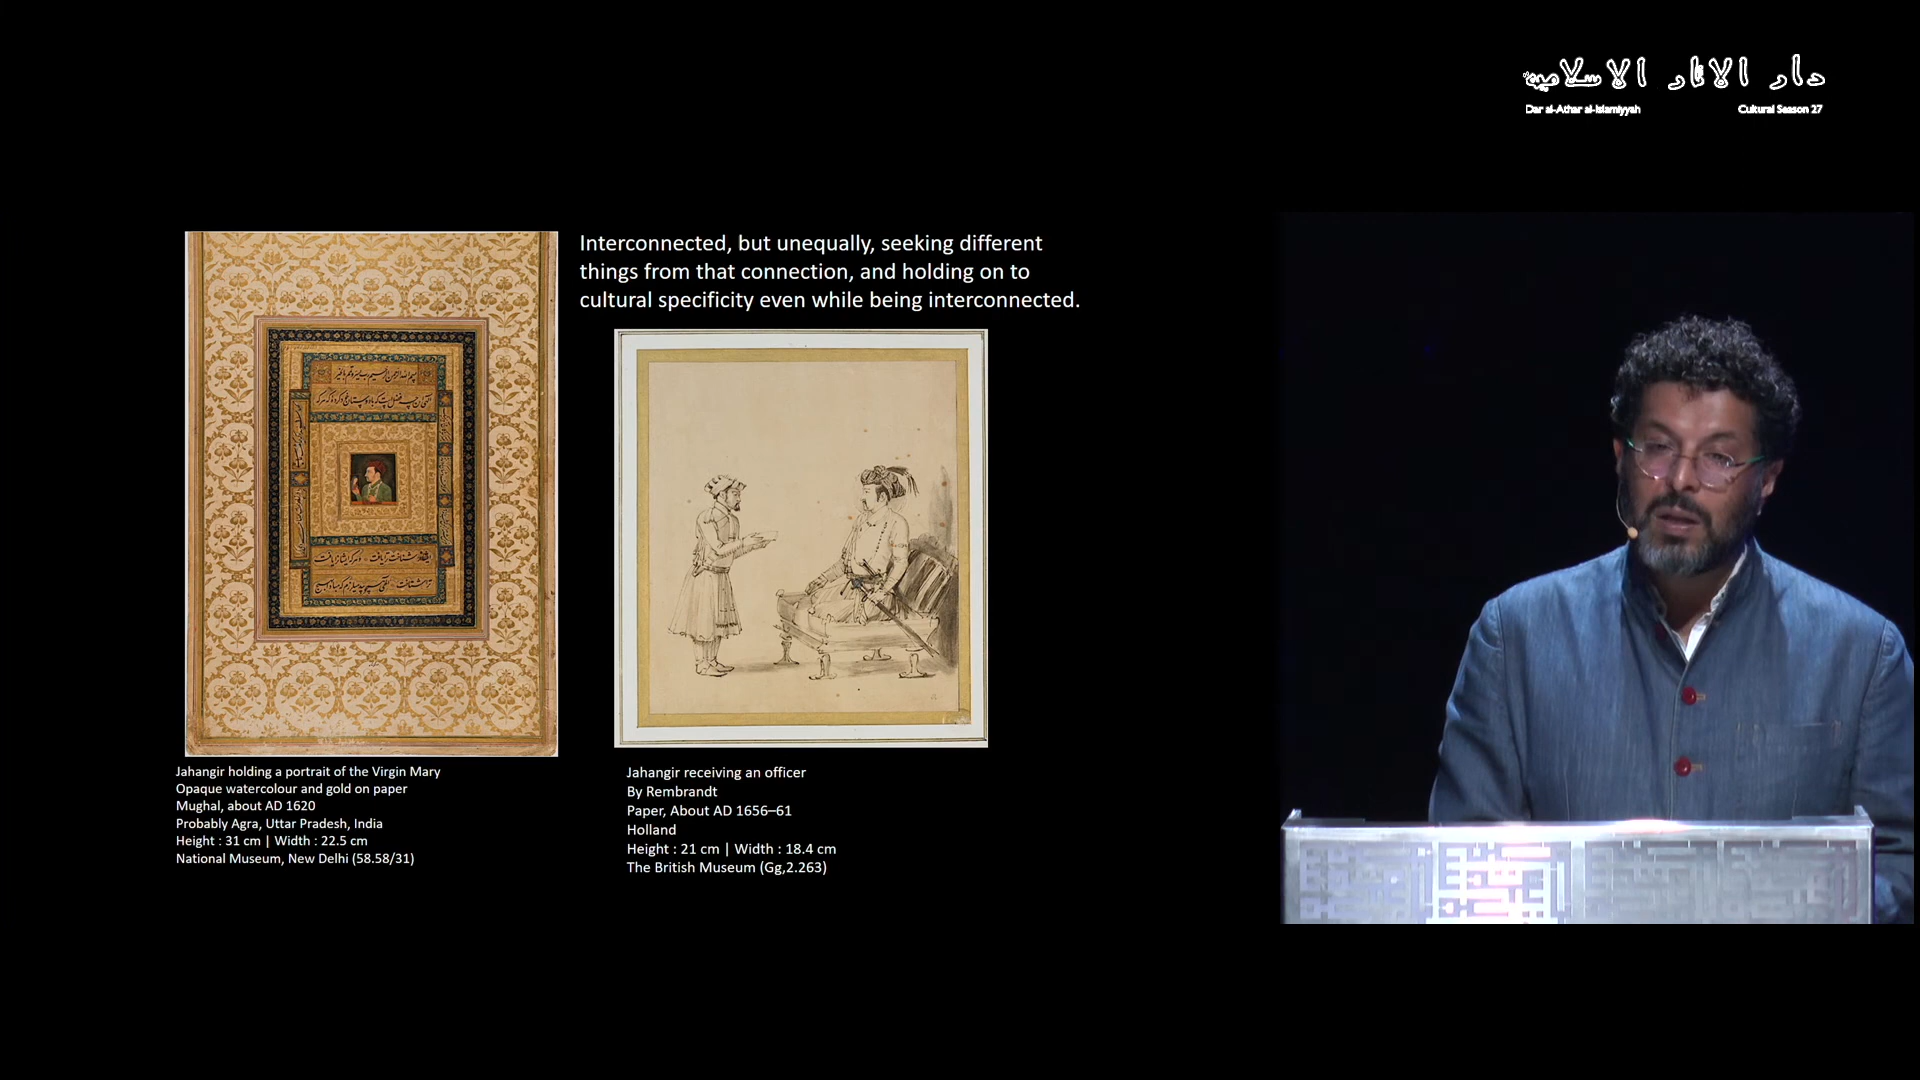 دار الآثار الاسلامية
Dar al-Athar al-Islamiyyah
Cultural Season 27
Interconnected, but unequally, seeking different
things from that connection, and holding on to
cultural specificity even while being interconnected.
Jahangir holding a portrait of the Virgin Mary
Opaque watercolour and gold on paper
Mughal, about AD 1620
Probably Agra, Uttar Pradesh, India
Height : 31 cm | Width : 22.5 cm
National Museum, New Delhi (58.58/31)
Jahangir receiving an officer
By Rembrandt
Paper, About AD 1656–61
Holland
Height : 21 cm | Width : 18.4 cm
The British Museum (Gg,2.263)